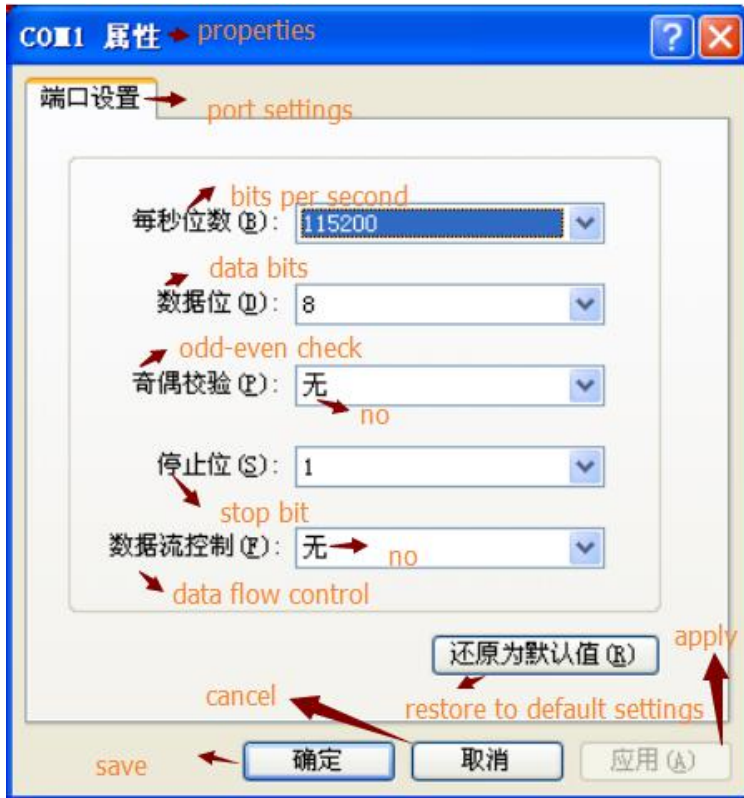 COM1 属性 properties
端口设置 port settings
bits per second
每秒位数(B): 115200
data bits
数据位(D): 8
odd-even check
奇偶校验(P): 无
no
停止位(S): 1
stop bit
数据流控制(F): 无 no
data flow control
还原为默认值(R)
apply
cancel
restore to default settings
save 确定 取消 应用(A)